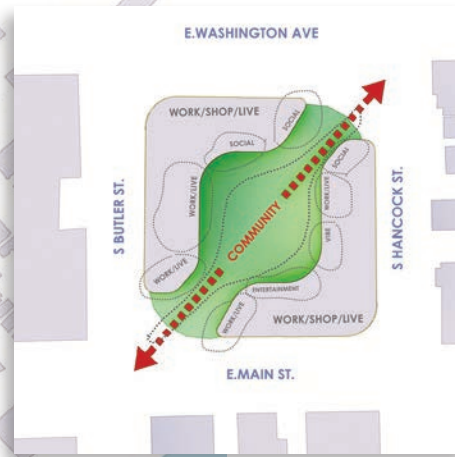 E.WASHINGTON AVE
WORK/SHOP/LIVE
SOCIAL
SOCIAL
SOCIAL
S BUTLER ST.
WORK/LIVE
COMMUNITY
WORK/LIVE
S HANCOCK ST.
VIBE
WORK/LIVE
ENTERTAINMENT
WORK/LIVE
WORK/SHOP/LIVE
E.MAIN ST.